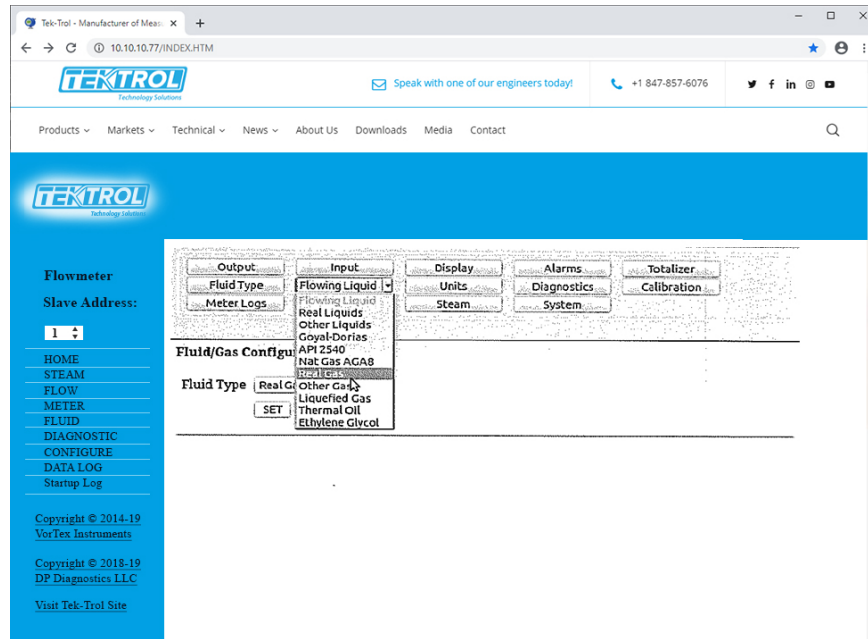 Tek-Trol - Manufacturer of Meas
10.10.10.77/INDEX.HTM
TEKTROL
Technology Solutions
Speak with one of our engineers today!
+1 847-857-6076
Products
Markets
Technical
News
About Us
Downloads
Media
Contact
TEKTROL
Technology Solutions
Flowmeter
Slave Address:
1
HOME
STEAM
FLOW
METER
FLUID
DIAGNOSTIC
CONFIGURE
DATA LOG
Startup Log
Copyright © 2014-19
VorTex Instruments
Copyright © 2018-19
DP Diagnostics LLC
Visit Tek-Trol Site
Output
Input
Display
Alarms
Totalizer
Fluid Type
Flowing Liquid
Units
Diagnostics
Calibration
Meter Logs
Steam
System
Flowing Liquid
Real Liquids
Other Liquids
Goyal-Dorias
API 2540
Nat Gas AGA8
Real Gas
Other Gas
Liquefied Gas
Thermal Oil
Ethylene Glycol
Fluid/Gas Configu
Fluid Type
Real Ga
SET